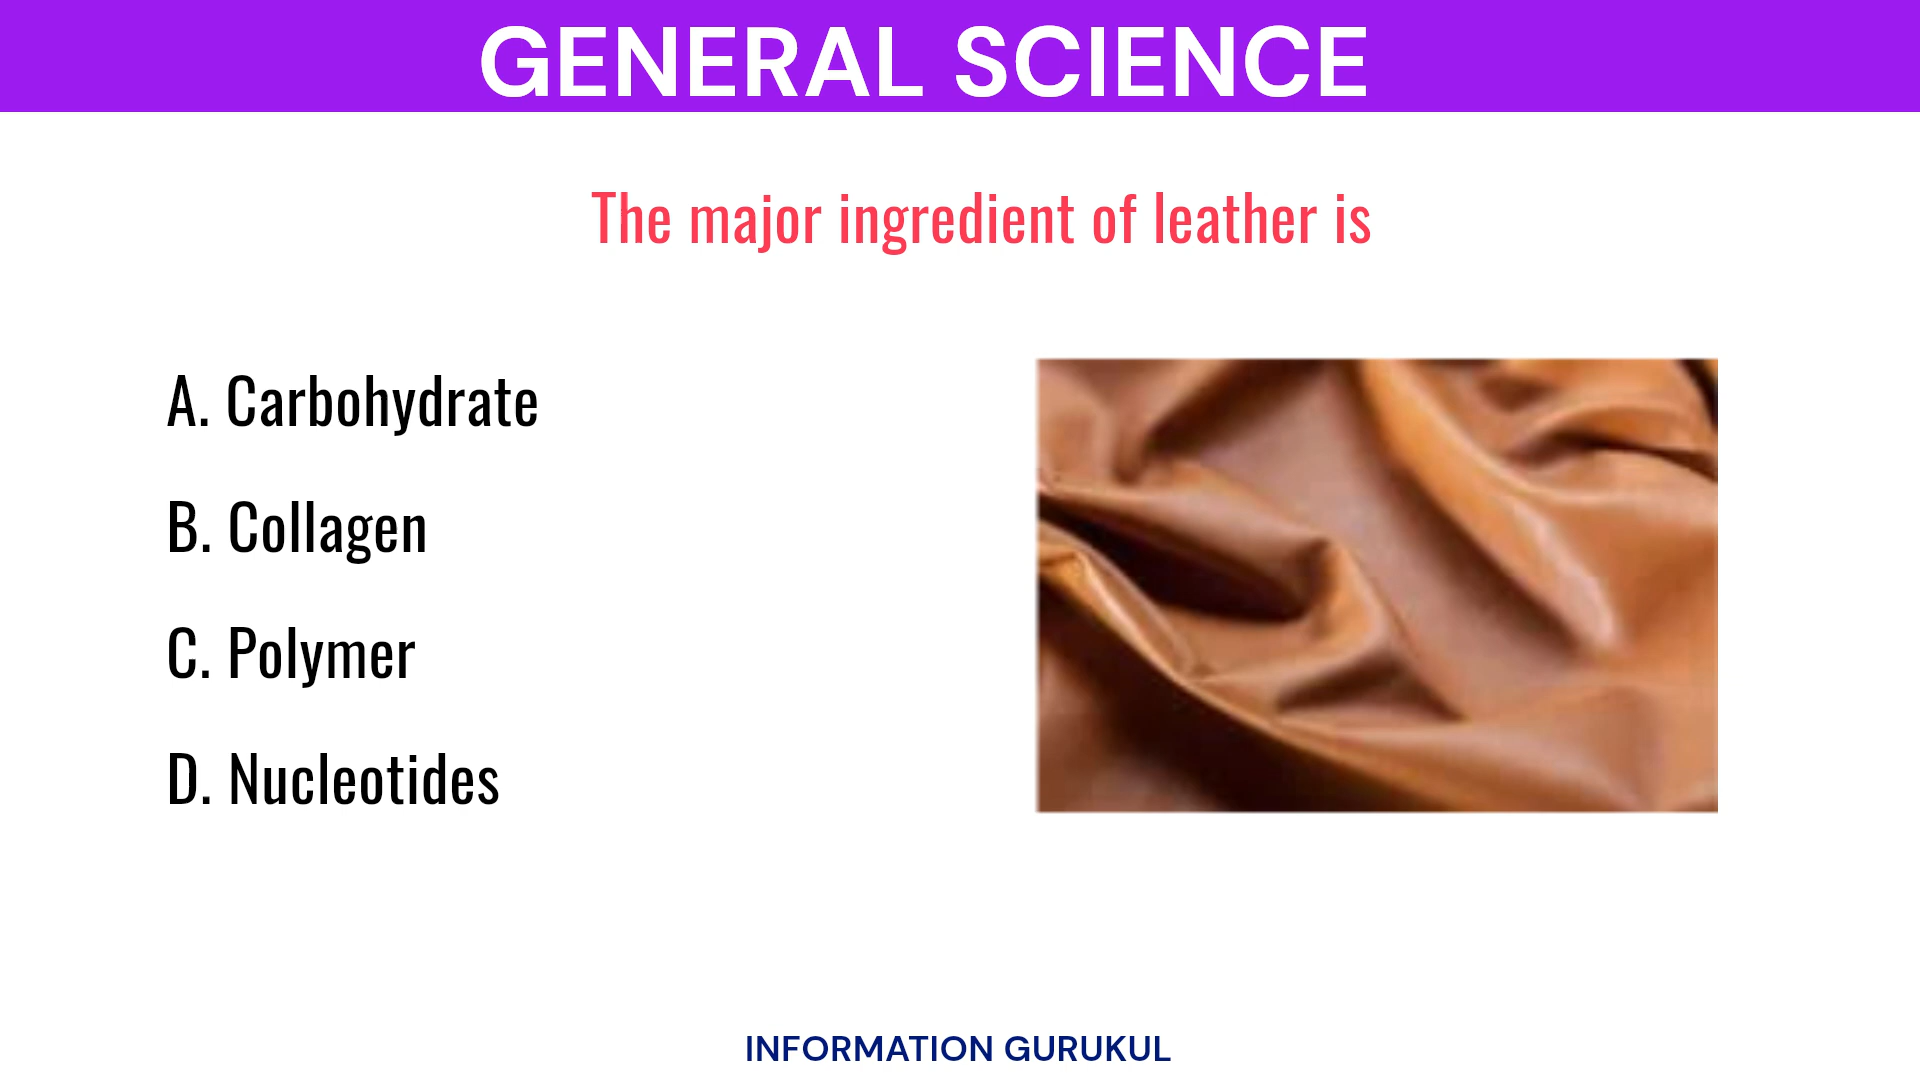 GENERAL SCIENCE
The major ingredient of leather is
A. Carbohydrate
B. Collagen
C. Polymer
D. Nucleotides
INFORMATION GURUKUL